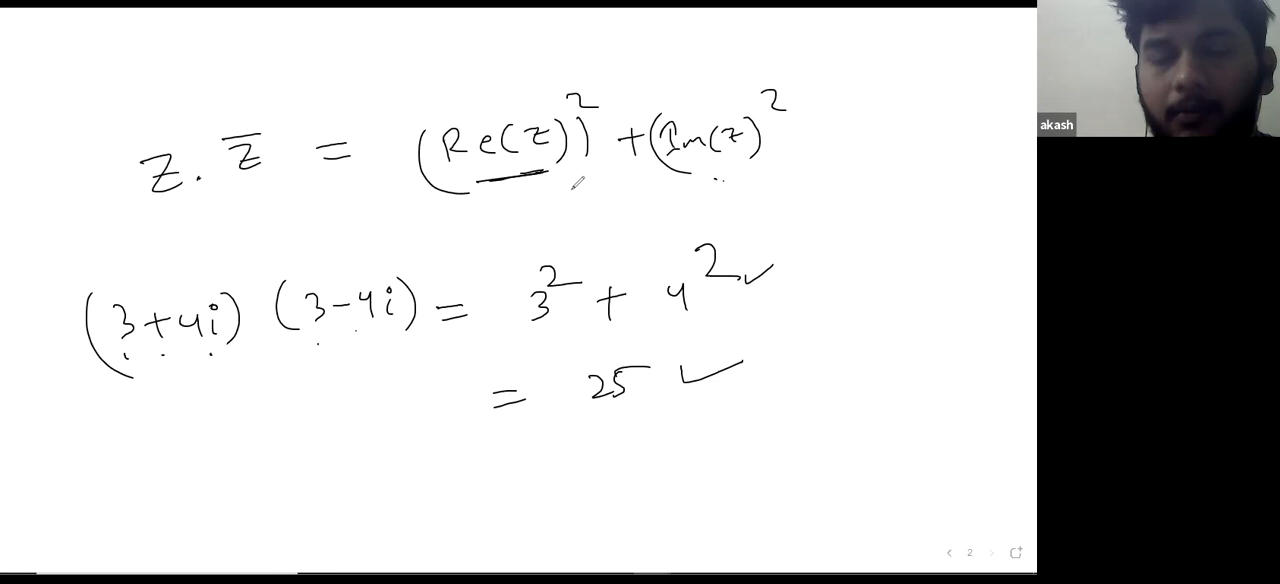 z . z̅ = (Re(z))² + (Im(z)²
(3+4i) (3-4i) = 3² + 4² ✓
= 25 ✓
akash
2